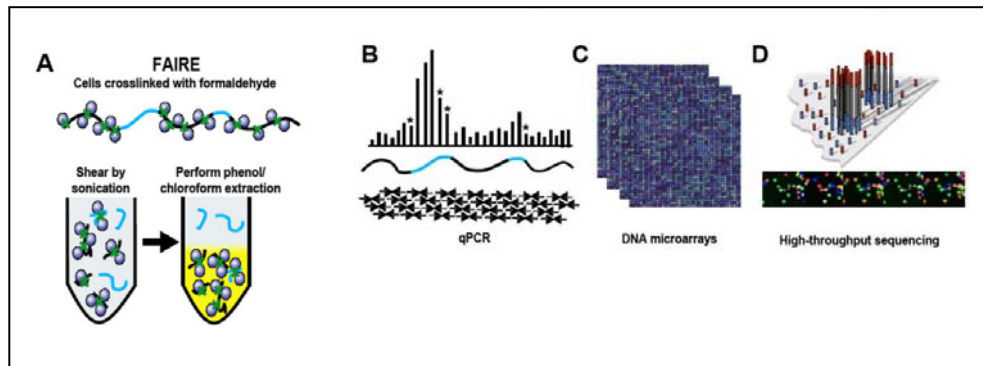 A
FAIRE
Cells crosslinked with formaldehyde
Shear by
sonication
Perform phenol/
chloroform extraction
B
* * * *
qPCR
C
DNA microarrays
D
High-throughput sequencing